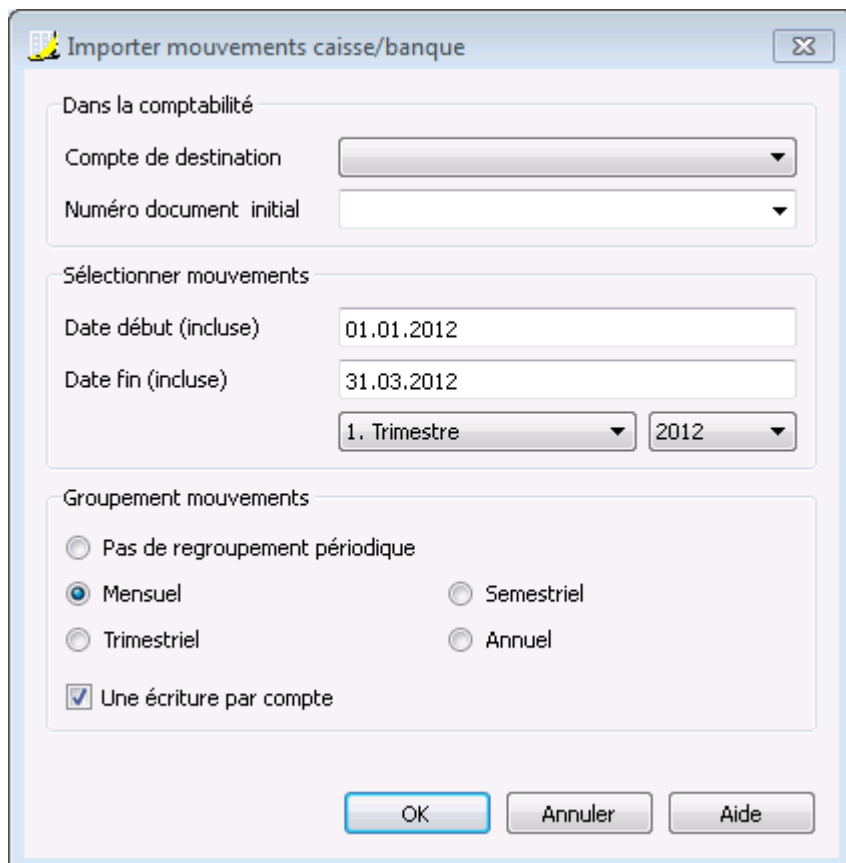 Importer mouvements caisse/banque
Dans la comptabilité
Compte de destination
Numéro document initial
Sélectionner mouvements
Date début (incluse) 01.01.2012
Date fin (incluse) 31.03.2012
1. Trimestre 2012
Groupement mouvements
Pas de regroupement périodique
Mensuel Semestriel
Trimestriel Annuel
Une écriture par compte
OK Annuler Aide